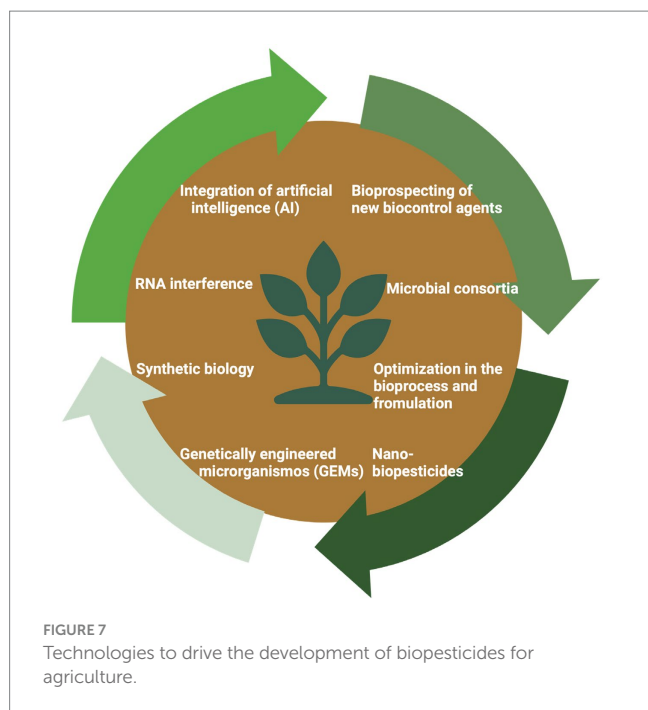 Integration of artificial
intelligence (AI)
Bioprospecting of
new biocontrol agents
RNA interference
Microbial consortia
Synthetic biology
Optimization in the
bioprocess and
fromulation
Genetically engineered
microrganismos (GEMs)
Nano-
biopesticides
FIGURE 7
Technologies to drive the development of biopesticides for
agriculture.